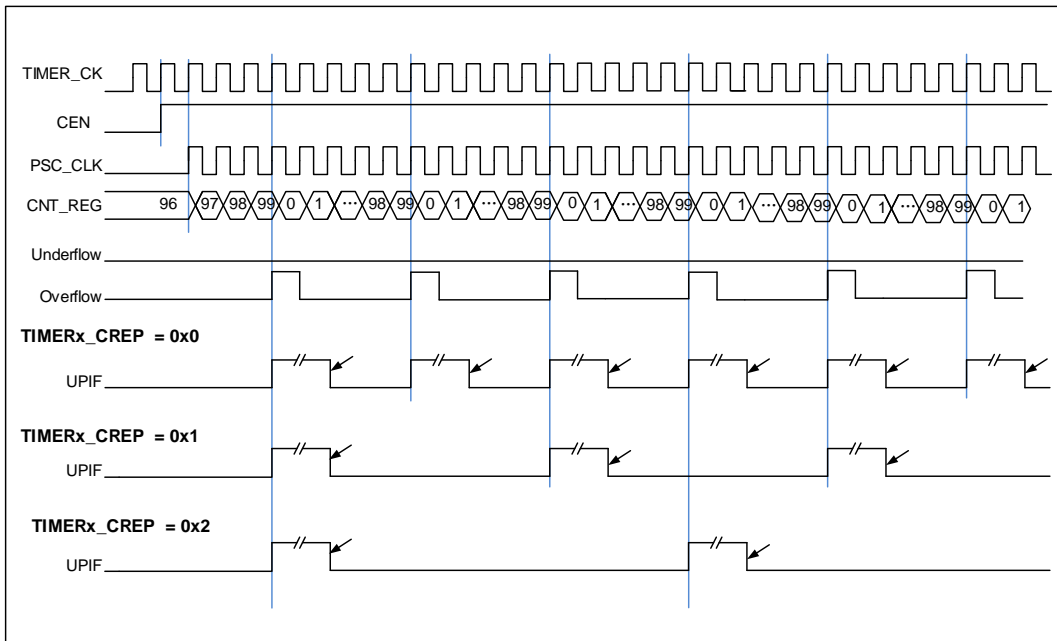 TIMER_CK
CEN
PSC_CLK
CNT_REG 96 97 98 99 0 1 ... 98 99 0 1 ... 98 99 0 1 ... 98 99 0 1 ... 98 99 0 1 ... 98 99 0 1
Underflow
Overflow
TIMERx_CREP = 0x0
UPIF
TIMERx_CREP = 0x1
UPIF
TIMERx_CREP = 0x2
UPIF